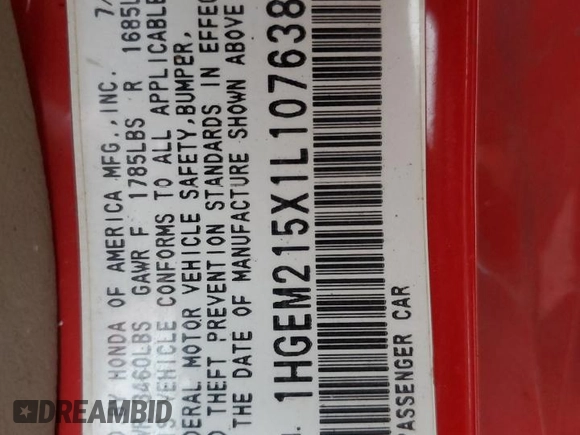 HONDA OF AMERICA MFG.,INC. 7/
3460LBS GAWR F 1785LBS R 1685L
VEHICLE CONFORMS TO ALL APPLICABLE
DERAL MOTOR VEHICLE SAFETY,BUMPER,
D THEFT PREVENTION STANDARDS IN EFFEC
THE DATE OF MANUFACTURE SHOWN ABOVE
1HGEM215X1L107638
ASSENGER CAR
DREAMBID